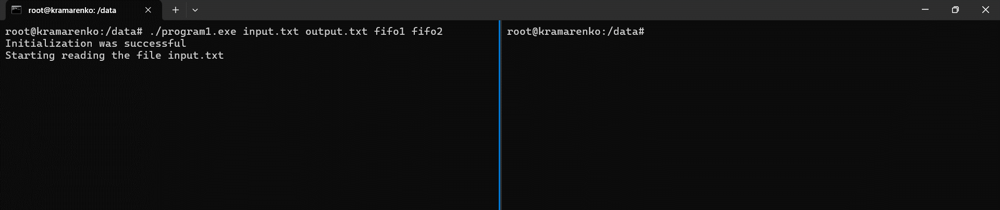 root@kramarenko: /data
root@kramarenko:/data# ./program1.exe input.txt output.txt fifo1 fifo2
Initialization was successful
Starting reading the file input.txt
root@kramarenko:/data#